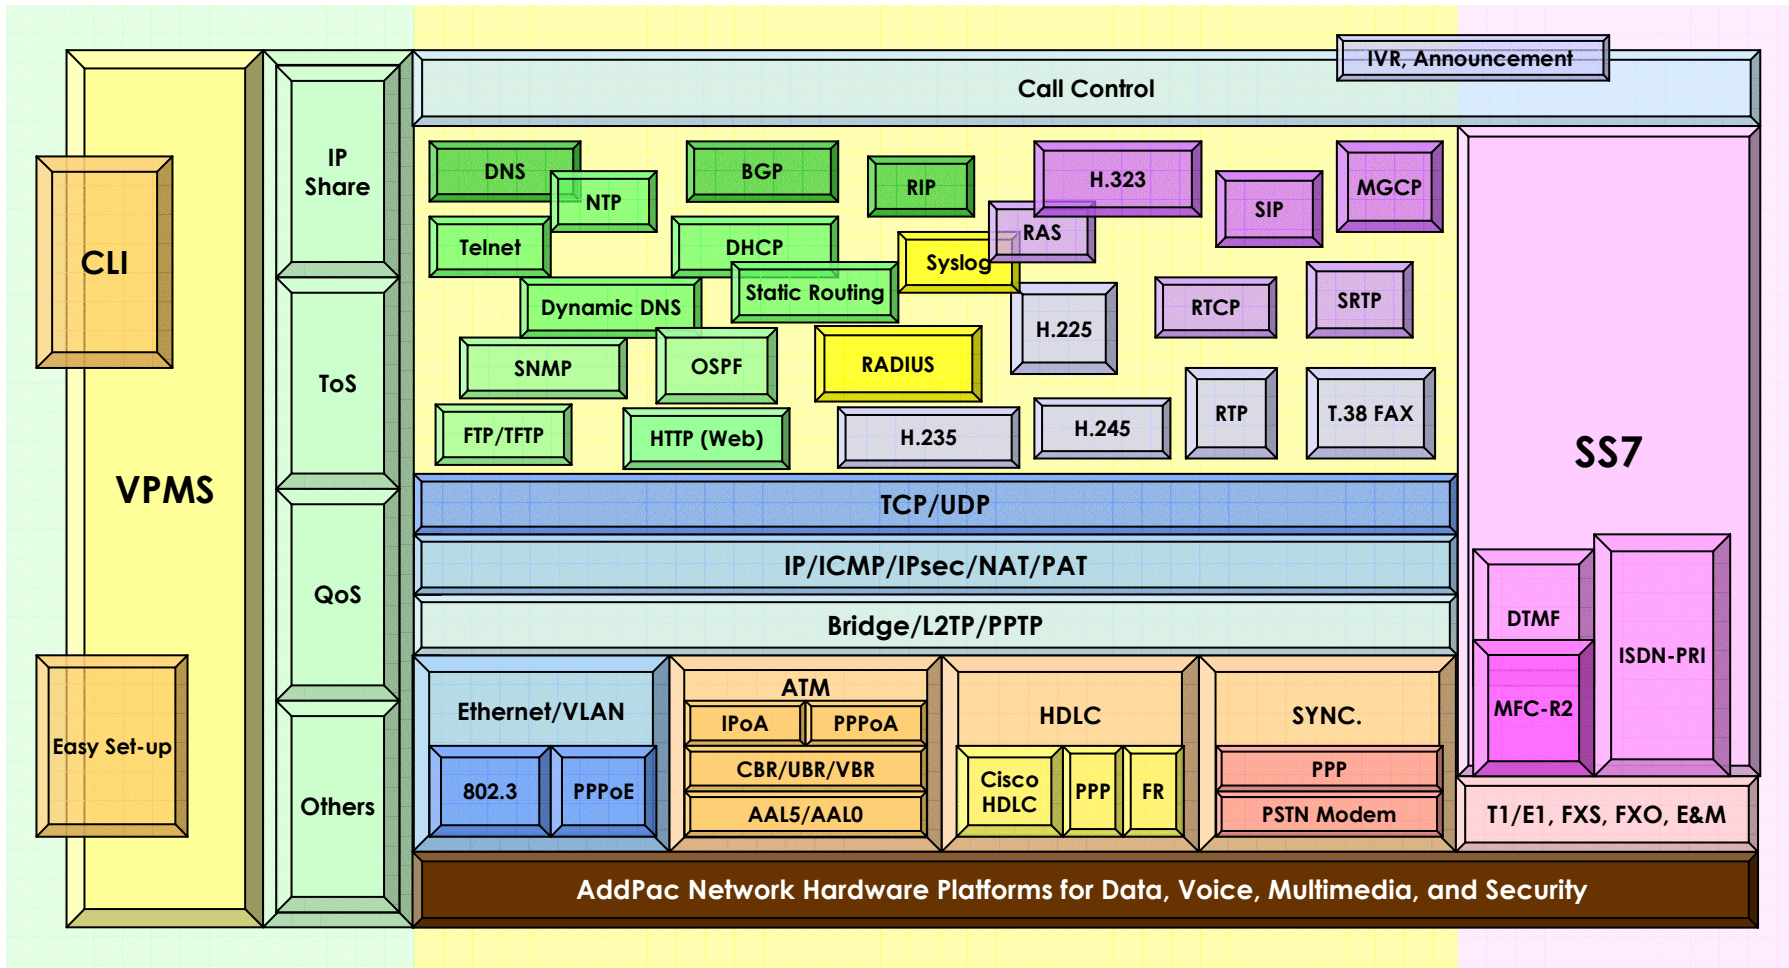 IVR, Announcement
Call Control
CLI
VPMS
Easy Set-up
IP
Share
ToS
QoS
Others
DNS
NTP
BGP
RIP
H.323
RAS
SIP
MGCP
Telnet
DHCP
Syslog
Dynamic DNS
Static Routing
H.225
RTCP
SRTP
SNMP
OSPF
RADIUS
RTP
T.38 FAX
FTP/TFTP
HTTP (Web)
H.235
H.245
TCP/UDP
IP/ICMP/IPsec/NAT/PAT
Bridge/L2TP/PPTP
Ethernet/VLAN
802.3
PPPoE
ATM
IPoA
PPPoA
CBR/UBR/VBR
AAL5/AAL0
HDLC
Cisco
HDLC
PPP
FR
SYNC.
PPP
PSTN Modem
SS7
DTMF
MFC-R2
ISDN-PRI
T1/E1, FXS, FXO, E&M
AddPac Network Hardware Platforms for Data, Voice, Multimedia, and Security